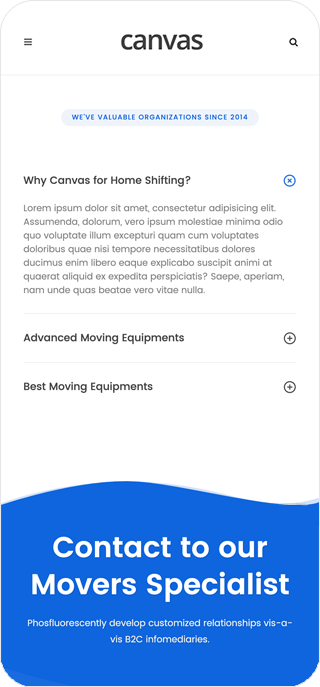 canvas
WE'VE VALUABLE ORGANIZATIONS SINCE 2014
Why Canvas for Home Shifting?
Lorem ipsum dolor sit amet, consectetur adipisicing elit.
Assumenda, dolorum, vero ipsum molestiae minima odio
quo voluptate illum excepturi quam cum voluptates
doloribus quae nisi tempore necessitatibus dolores
ducimus enim libero eaque explicabo suscipit animi at
quaerat aliquid ex expedita perspiciatis? Saepe, aperiam,
nam unde quas beatae vero vitae nulla.
Advanced Moving Equipments
Best Moving Equipments
Contact to our
Movers Specialist
Phosfluorescently develop customized relationships vis-a-
vis B2C infomediaries.